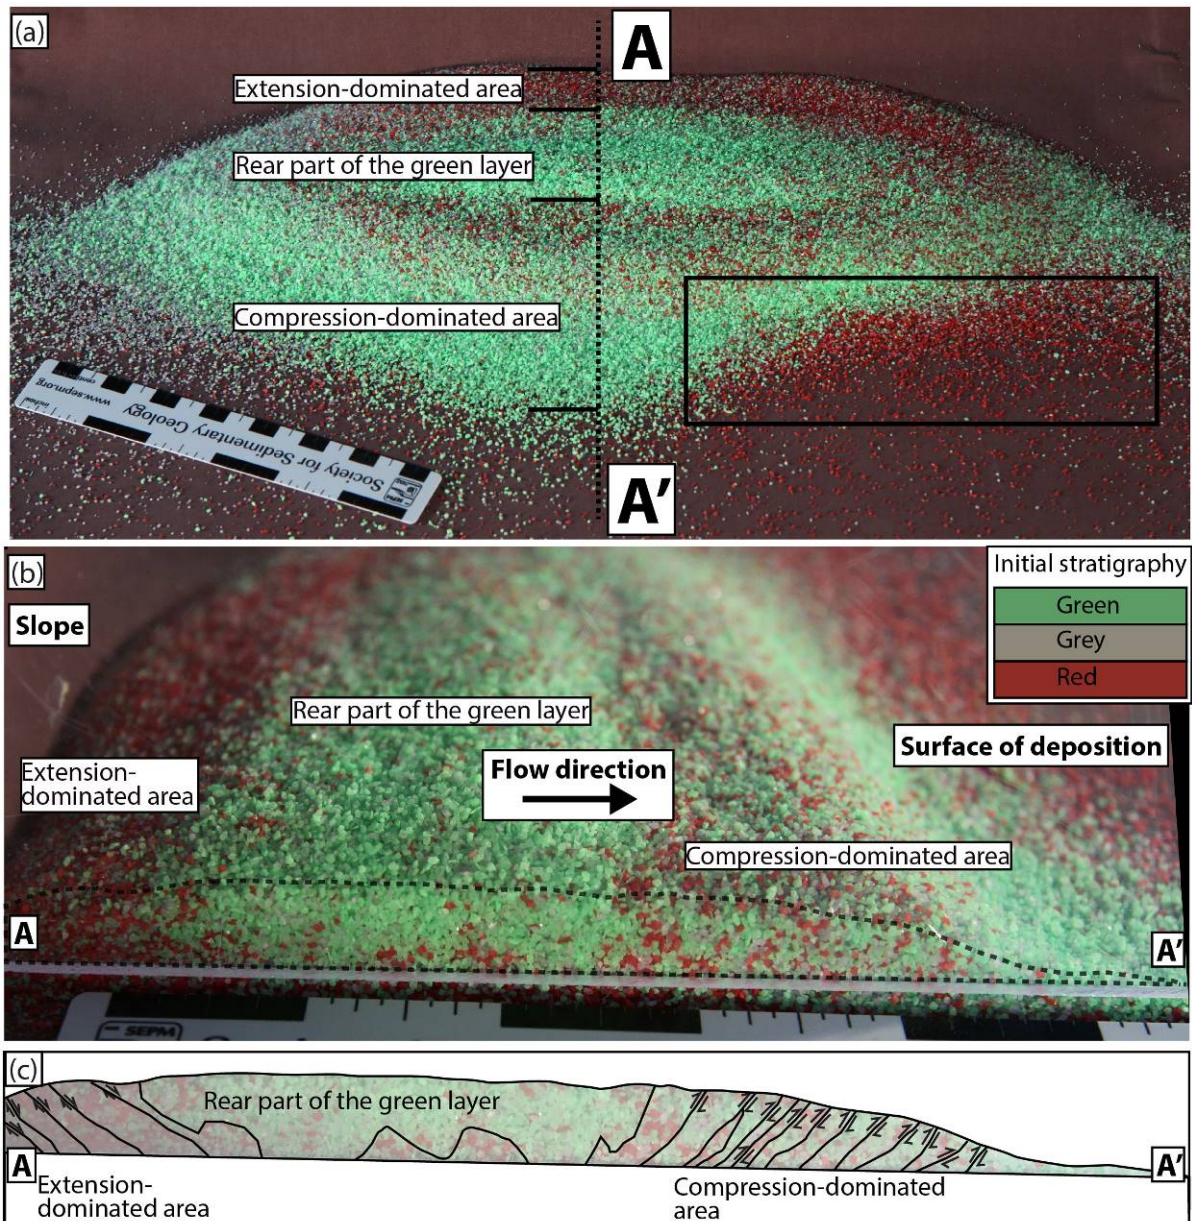 (a)
A
Extension-dominated area
Rear part of the green layer
Compression-dominated area
www.sepm.org
Society for Sedimentary Geology
SEPM
A'
(b)
Initial stratigraphy
Green
Grey
Red
Slope
Rear part of the green layer
Surface of deposition
Flow direction
Extension-
dominated area
Compression-dominated area
A
A'
SEPM
(c)
Rear part of the green layer
A
A'
Extension-
dominated area
Compression-dominated
area